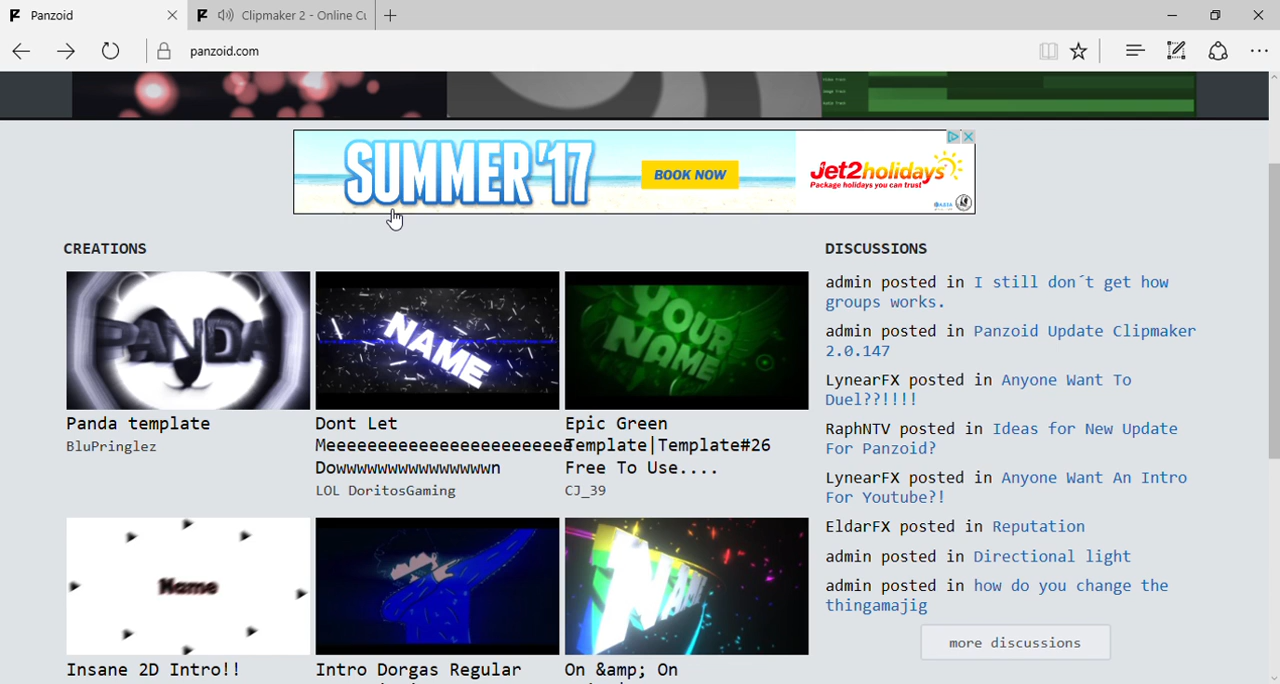 Panzoid
Clipmaker 2 - Online Cu
panzoid.com
SUMMER'17
BOOK NOW
Jet2holidays
Package holidays you can trust
CREATIONS
PANDA
Panda template
BluPringlez
NAME
Dont Let
Meeeeeeeeeeeeeeeeeeeeeeee
Dowwwwwwwwwwwwwwwn
LOL DoritosGaming
YOUR
NAME
Epic Green
Template|Template#26
Free To Use....
CJ_39
Name
Insane 2D Intro!!
Intro Dorgas Regular
On &amp; On
DISCUSSIONS
admin posted in I still don´t get how
groups works.
admin posted in Panzoid Update Clipmaker
2.0.147
LynearFX posted in Anyone Want To
Duel??!!!!
RaphNTV posted in Ideas for New Update
For Panzoid?
LynearFX posted in Anyone Want An Intro
For Youtube?!
EldarFX posted in Reputation
admin posted in Directional light
admin posted in how do you change the
thingamajig
more discussions